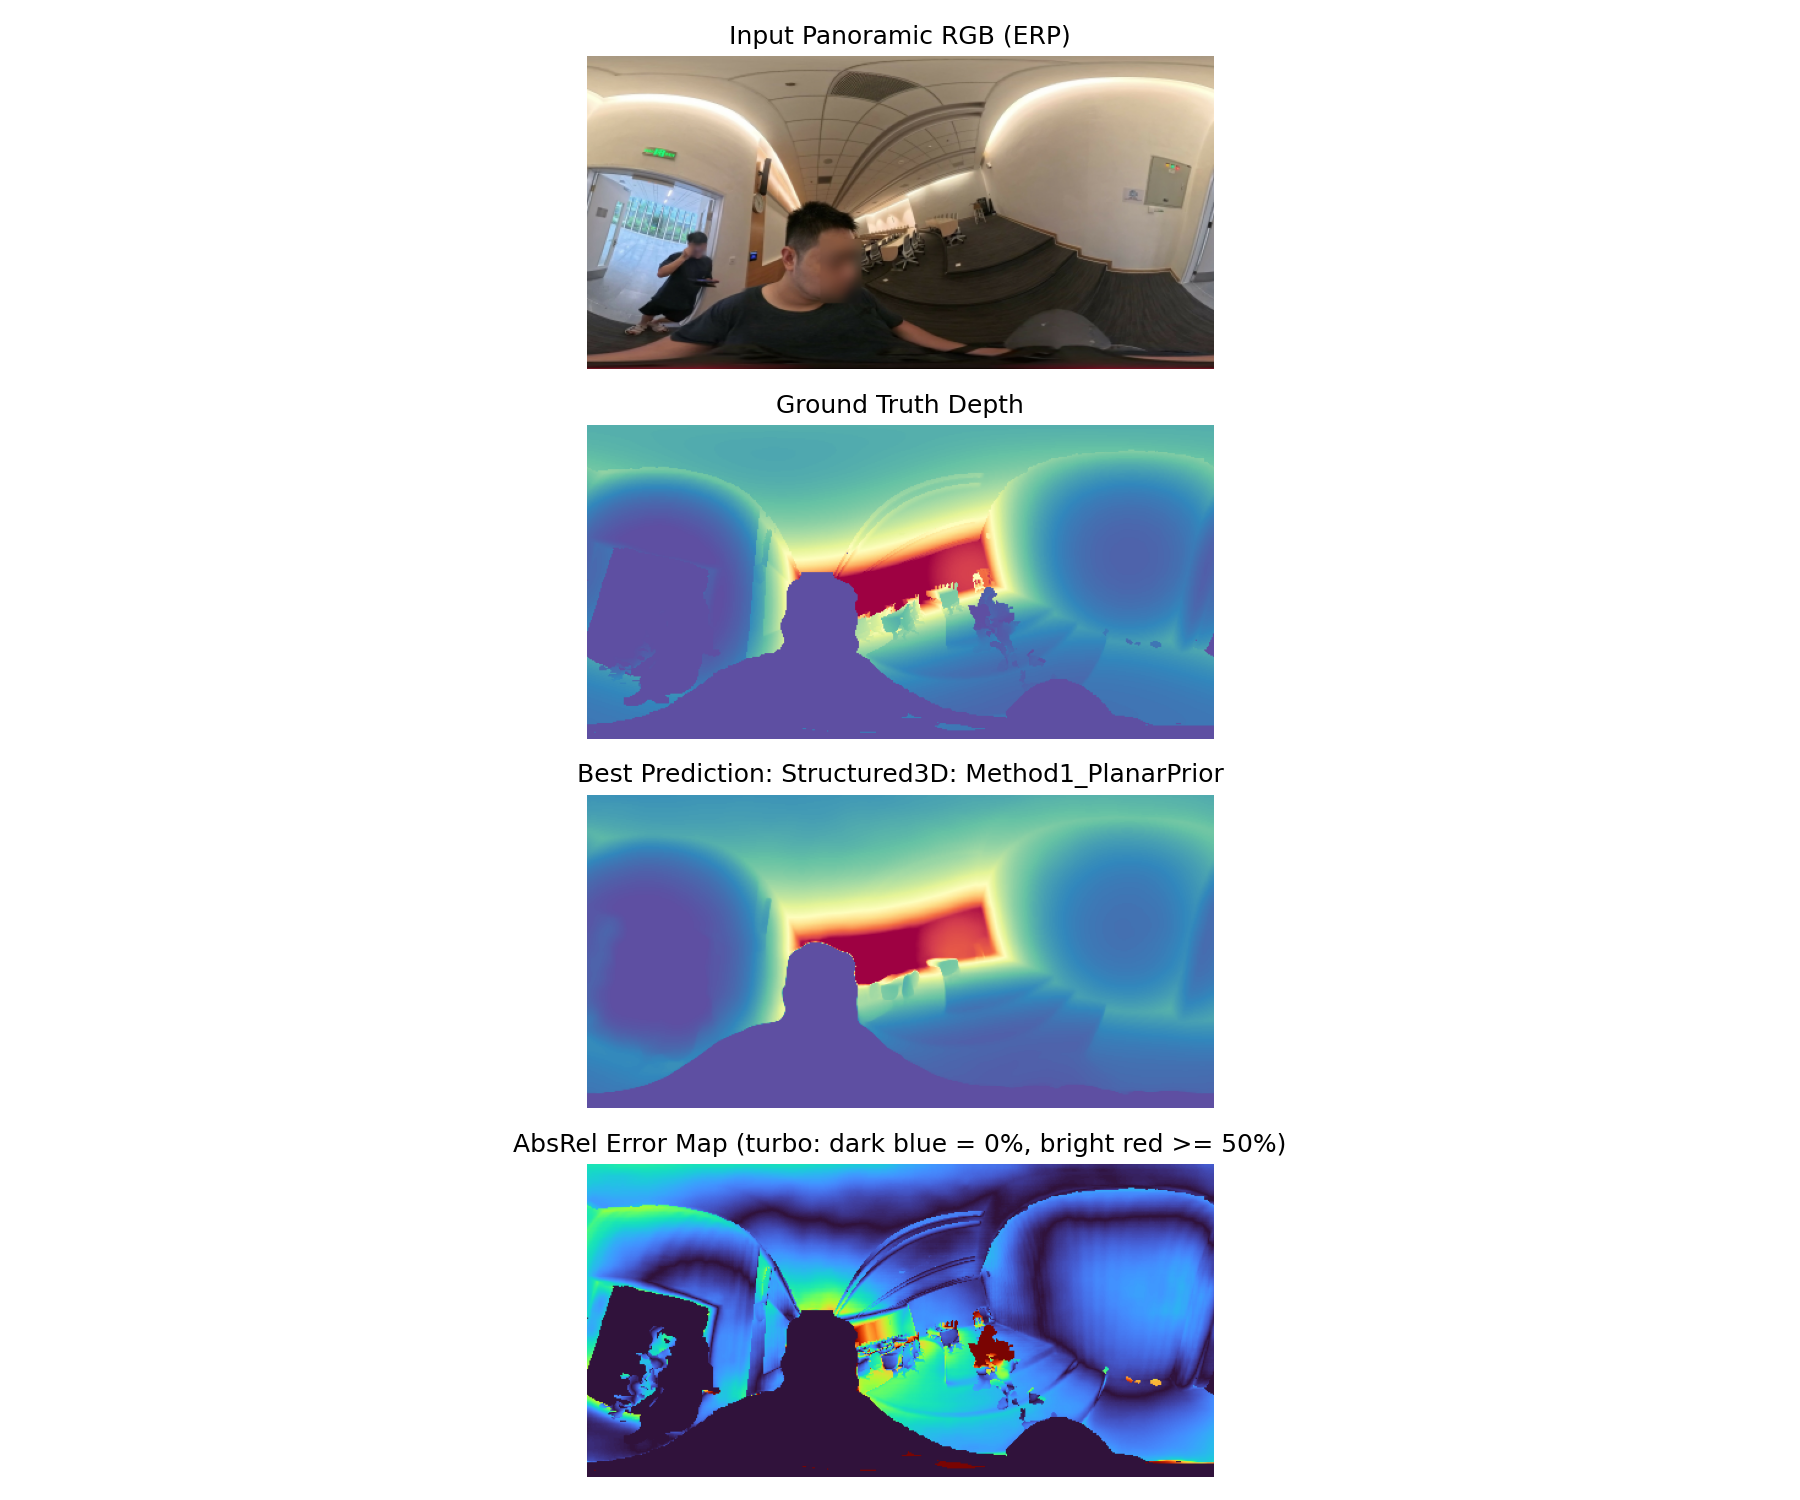 Input Panoramic RGB (ERP)
Ground Truth Depth
Best Prediction: Structured3D: Method1_PlanarPrior
AbsRel Error Map (turbo: dark blue = 0%, bright red >= 50%)